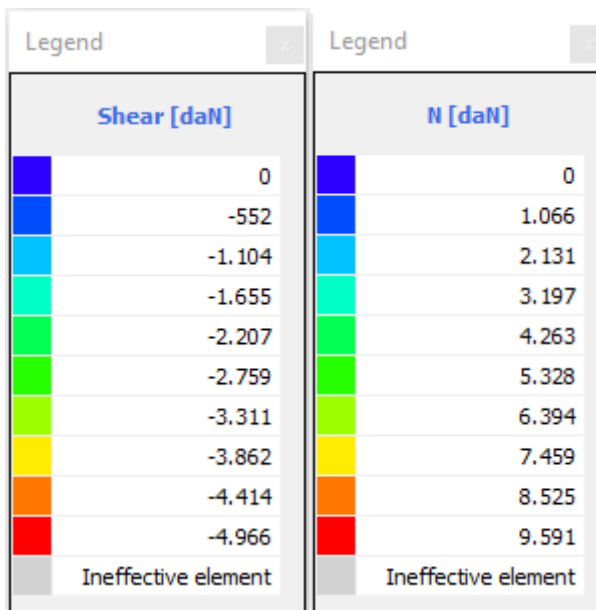 Legend
x
Shear [daN]
0
-552
-1.104
-1.655
-2.207
-2.759
-3.311
-3.862
-4.414
-4.966
Ineffective element
Legend
x
N [daN]
0
1.066
2.131
3.197
4.263
5.328
6.394
7.459
8.525
9.591
Ineffective element